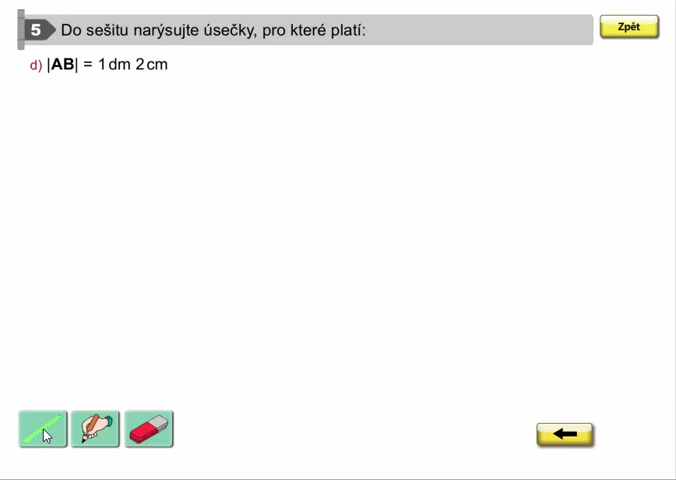 5 Do sešitu narýsujte úsečky, pro které platí:
Zpět
d) |AB| = 1 dm 2 cm